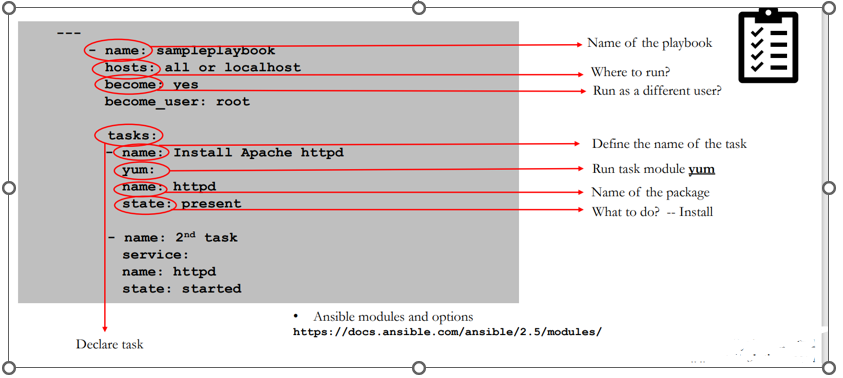 ---
- name: sampleplaybook
hosts: all or localhost
become: yes
become_user: root
tasks:
- name: Install Apache httpd
yum:
name: httpd
state: present
- name: 2nd task
service:
name: httpd
state: started
Name of the playbook
Where to run?
Run as a different user?
Define the name of the task
Run task module yum
Name of the package
What to do? -- Install
• Ansible modules and options
https://docs.ansible.com/ansible/2.5/modules/
Declare task